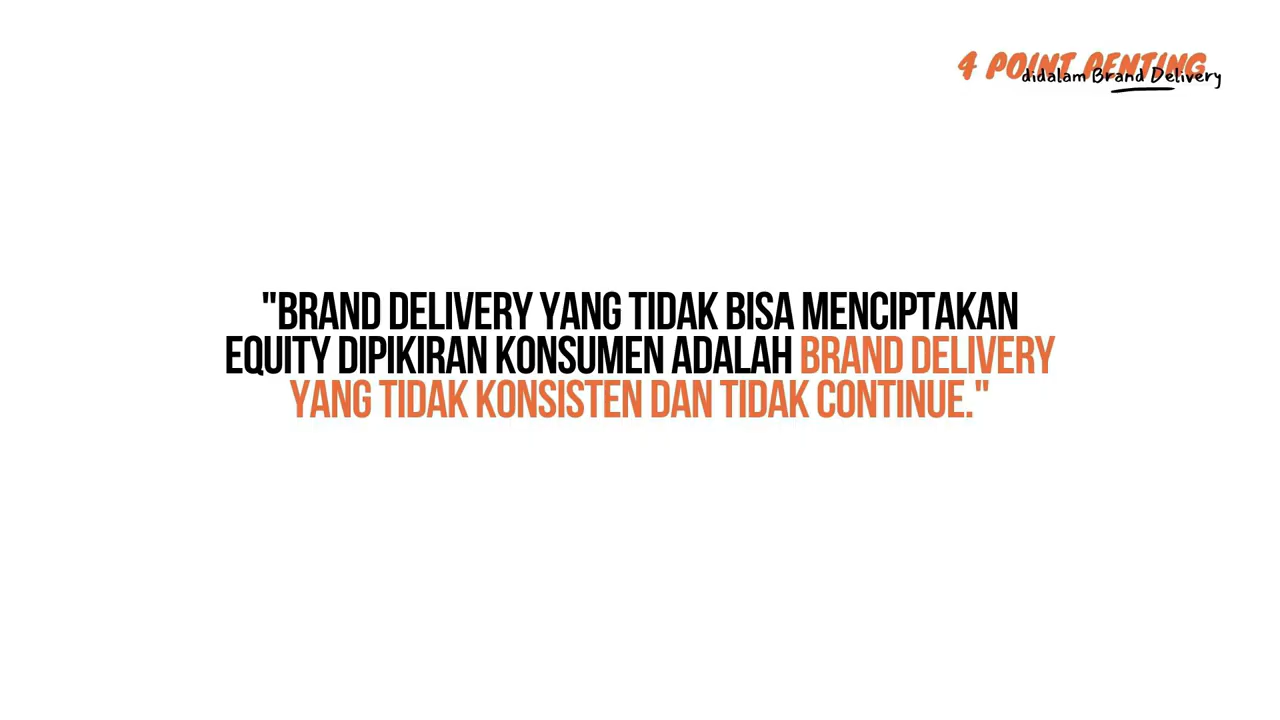 4 POINT PENTING
didalam Brand Delivery
"BRAND DELIVERY YANG TIDAK BISA MENCIPTAKAN
EQUITY DIPIKIRAN KONSUMEN ADALAH BRAND DELIVERY
YANG TIDAK KONSISTEN DAN TIDAK CONTINUE."